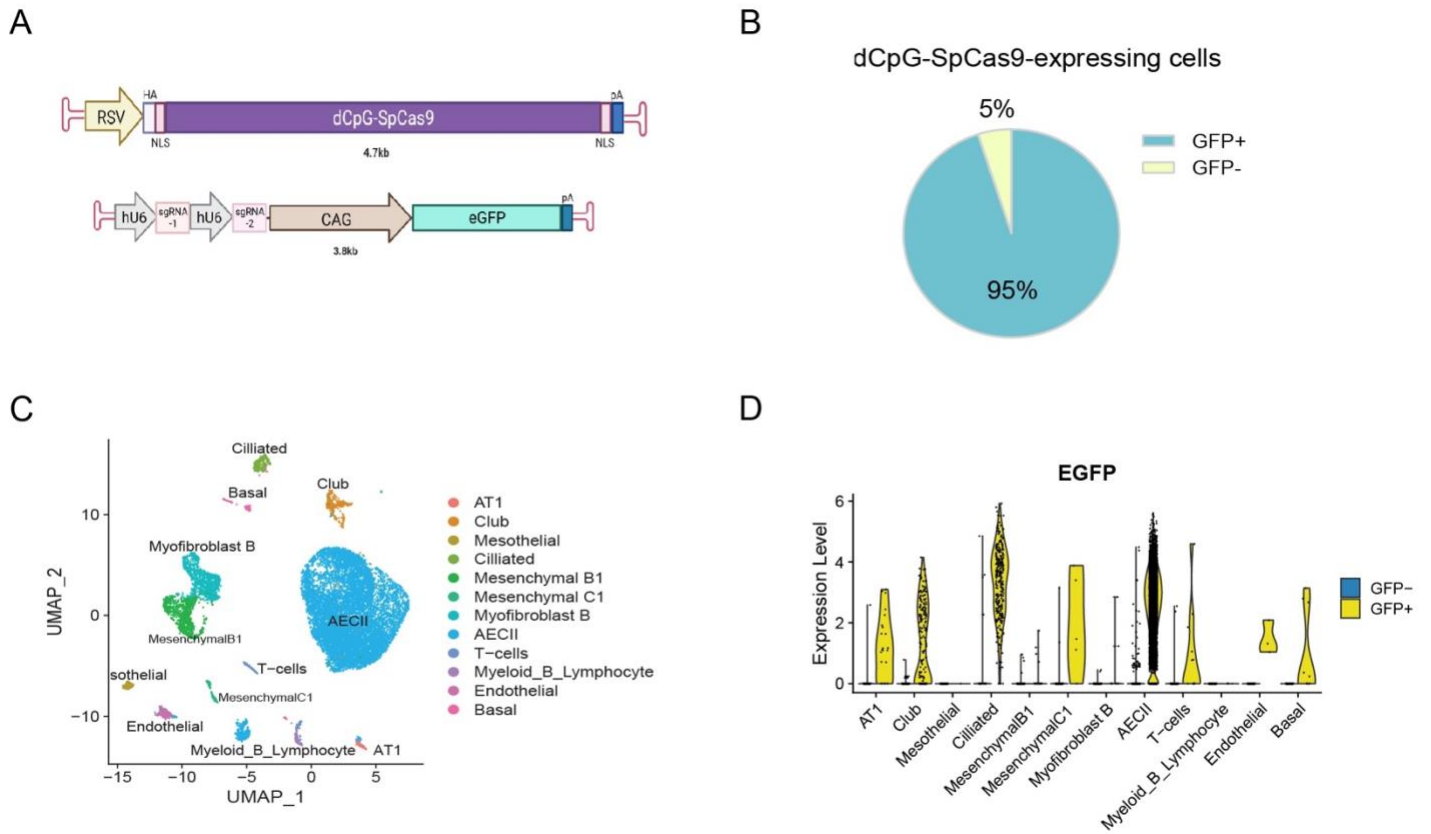 A
HA
pA
RSV
dCpG-SpCas9
NLS
NLS
4.7kb
pA
hU6
sgRNA
-1
hU6
sgRNA
-2
CAG
eGFP
3.8kb
B
dCpG-SpCas9-expressing cells
5%
GFP+
GFP-
95%
C
Cilliated
Basal
Club
Myofibroblast B
AECII
MesenchymalB1
T-cells
sothelial
MesenchymalC1
Endothelial
Myeloid_B_Lymphocyte
AT1
10
0
−10
UMAP_2
−15
−10
−5
0
5
UMAP_1
AT1
Club
Mesothelial
Cilliated
Mesenchymal B1
Mesenchymal C1
Myofibroblast B
AECII
T−cells
Myeloid_B_Lymphocyte
Endothelial
Basal
D
EGFP
6
4
2
0
Expression Level
GFP−
GFP+
AT1
Club
Mesothelial
Cilliated
MesenchymalB1
MesenchymalC1
Myofibroblast B
AECII
T−cells
Myeloid_B_Lymphocyte
Endothelial
Basal